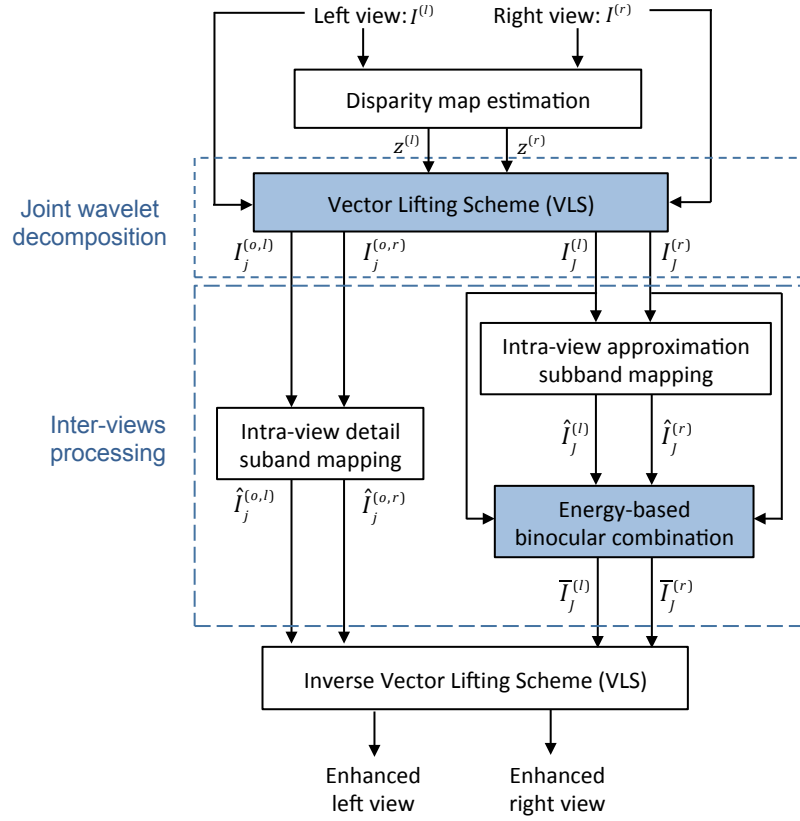 Left view: I^(l) Right view: I^(r)
Disparity map estimation
z^(l) z^(r)
Joint wavelet
decomposition
Vector Lifting Scheme (VLS)
I_j^(o,l) I_j^(o,r) I_J^(l) I_J^(r)
Inter-views
processing
Intra-view approximation
subband mapping
Intra-view detail
suband mapping
Î_J^(l) Î_J^(r)
Î_j^(o,l) Î_j^(o,r)
Energy-based
binocular combination
I̅_J^(l) I̅_J^(r)
Inverse Vector Lifting Scheme (VLS)
Enhanced
left view
Enhanced
right view